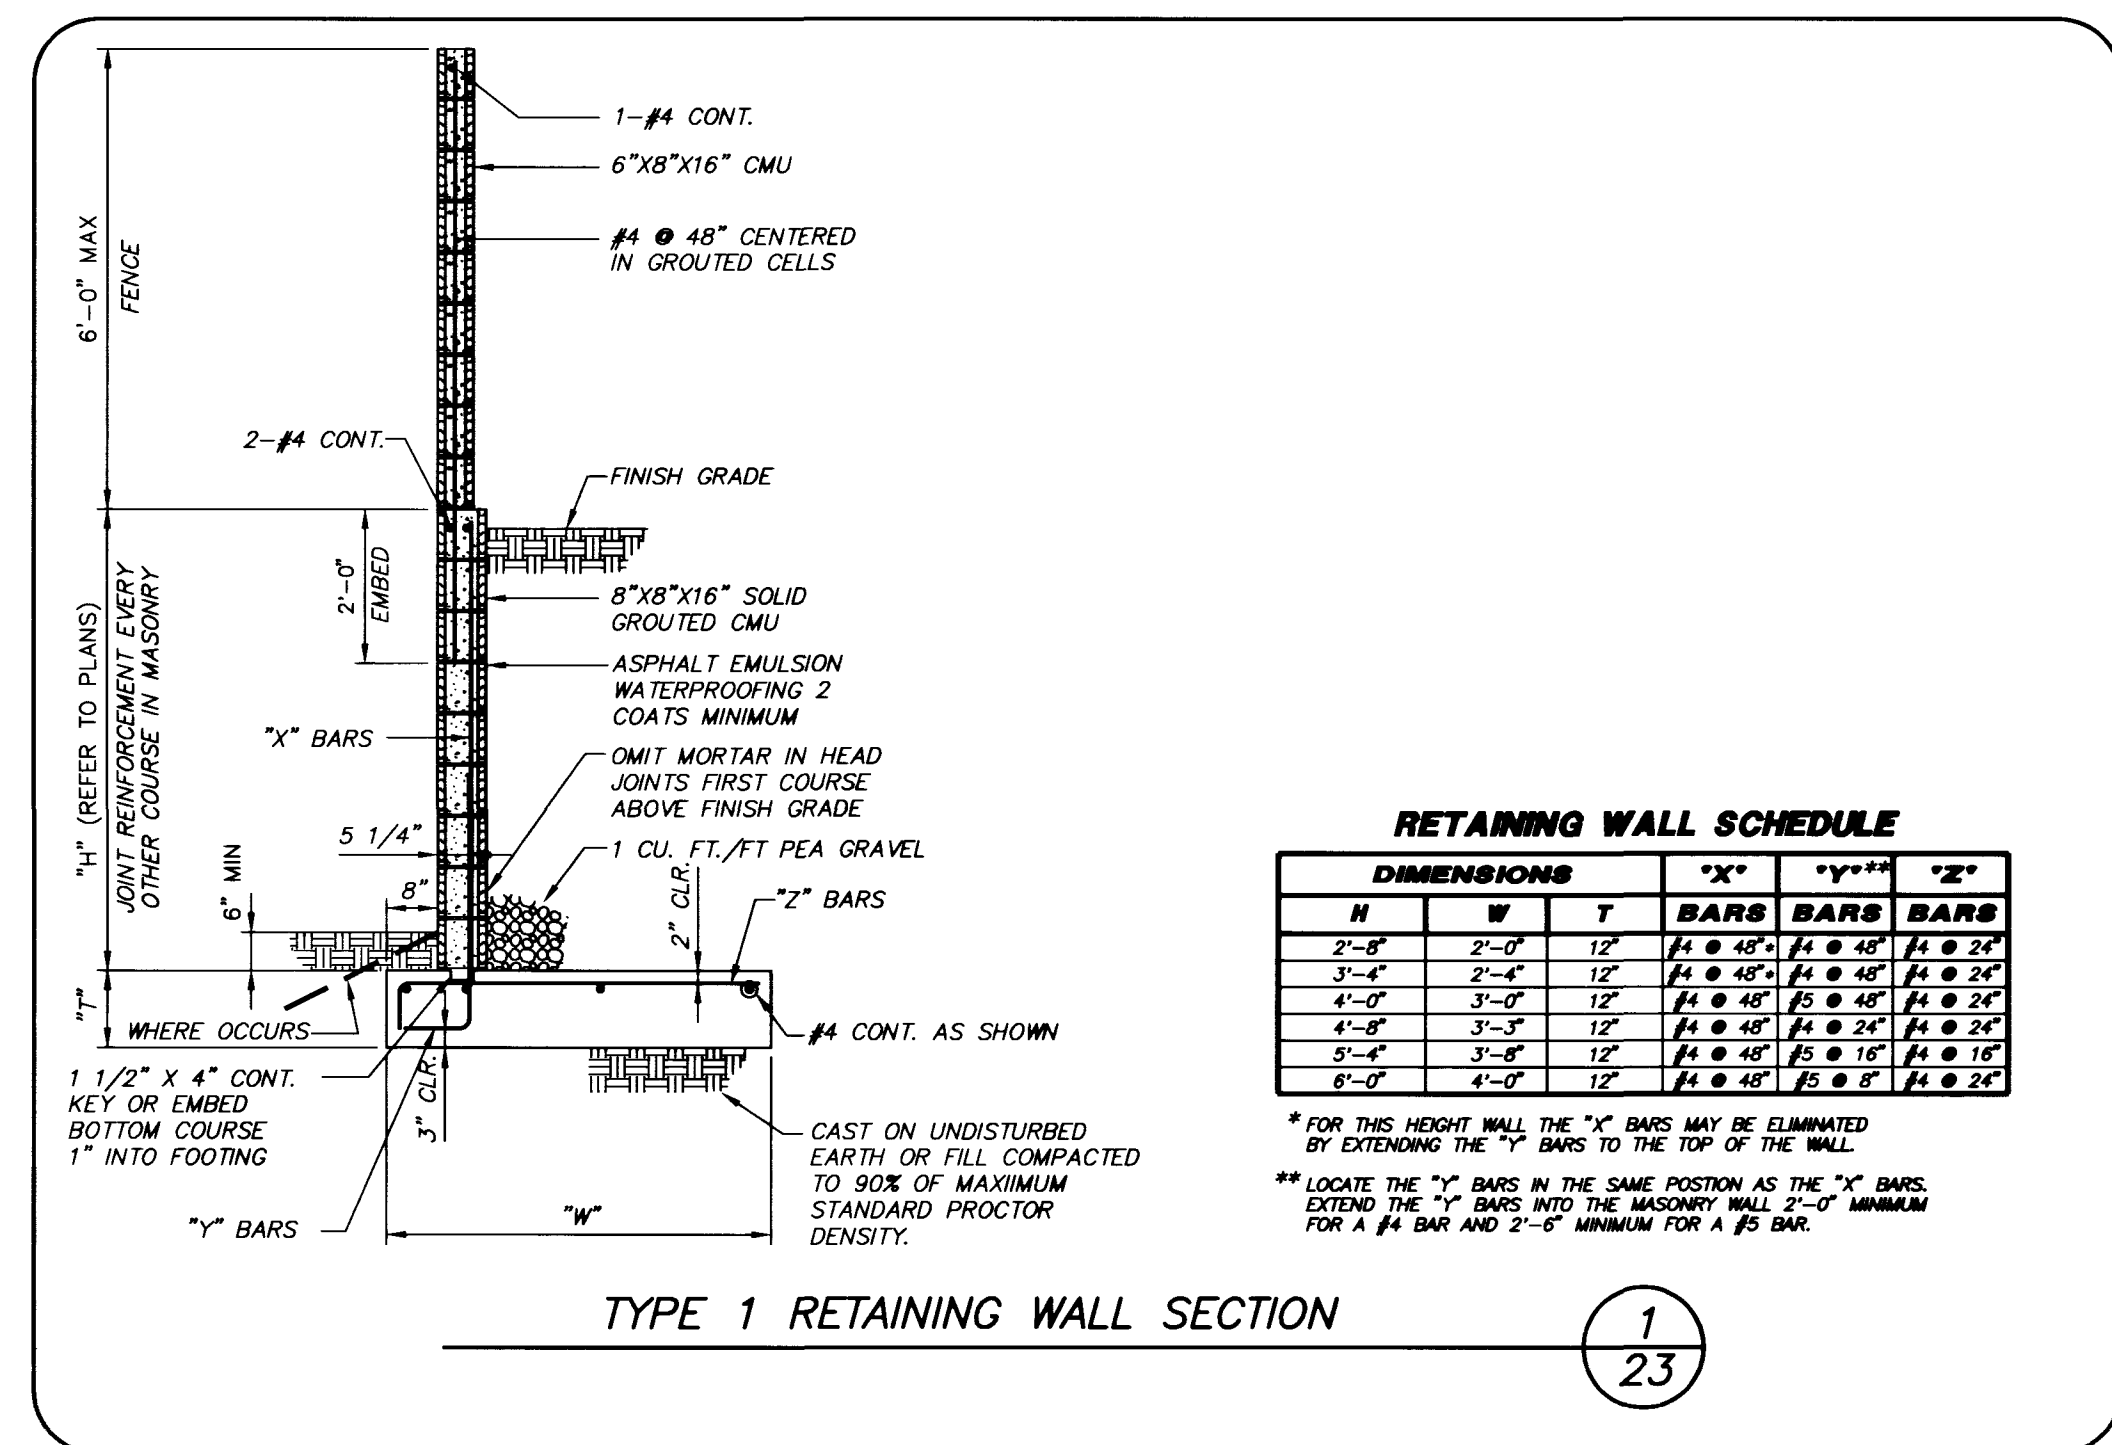 1-#4 CONT.
6"X8"X16" CMU
#4 @ 48" CENTERED
IN GROUTED CELLS
6'-0" MAX
FENCE
2-#4 CONT.
FINISH GRADE
2'-0"
EMBED
8"X8"X16" SOLID
GROUTED CMU
ASPHALT EMULSION
WATERPROOFING 2
COATS MINIMUM
"H" (REFER TO PLANS)
JOINT REINFORCEMENT EVERY
OTHER COURSE IN MASONRY
"X" BARS
OMIT MORTAR IN HEAD
JOINTS FIRST COURSE
ABOVE FINISH GRADE
5 1/4"
1 CU. FT./FT PEA GRAVEL
6" MIN
8"
2" CLR.
"Z" BARS
"T"
WHERE OCCURS
#4 CONT. AS SHOWN
1 1/2" X 4" CONT.
KEY OR EMBED
BOTTOM COURSE
1" INTO FOOTING
3" CLR.
CAST ON UNDISTURBED
EARTH OR FILL COMPACTED
TO 90% OF MAXIIMUM
STANDARD PROCTOR
DENSITY.
"Y" BARS
"W"
RETAINING WALL SCHEDULE
DIMENSIONS "X" "Y"** "Z"
H W T BARS BARS BARS
2'-8" 2'-0" 12" #4 @ 48"* #4 @ 48" #4 @ 24"
3'-4" 2'-4" 12" #4 @ 48"* #4 @ 48" #4 @ 24"
4'-0" 3'-0" 12" #4 @ 48" #5 @ 48" #4 @ 24"
4'-8" 3'-3" 12" #4 @ 48" #4 @ 24" #4 @ 24"
5'-4" 3'-8" 12" #4 @ 48" #5 @ 16" #4 @ 16"
6'-0" 4'-0" 12" #4 @ 48" #5 @ 8" #4 @ 24"
* FOR THIS HEIGHT WALL THE "X" BARS MAY BE ELIMINATED
BY EXTENDING THE "Y" BARS TO THE TOP OF THE WALL.
** LOCATE THE "Y" BARS IN THE SAME POSTION AS THE "X" BARS.
EXTEND THE "Y" BARS INTO THE MASONRY WALL 2'-0" MINIMUM
FOR A #4 BAR AND 2'-6" MINIMUM FOR A #5 BAR.
TYPE 1 RETAINING WALL SECTION
1
23